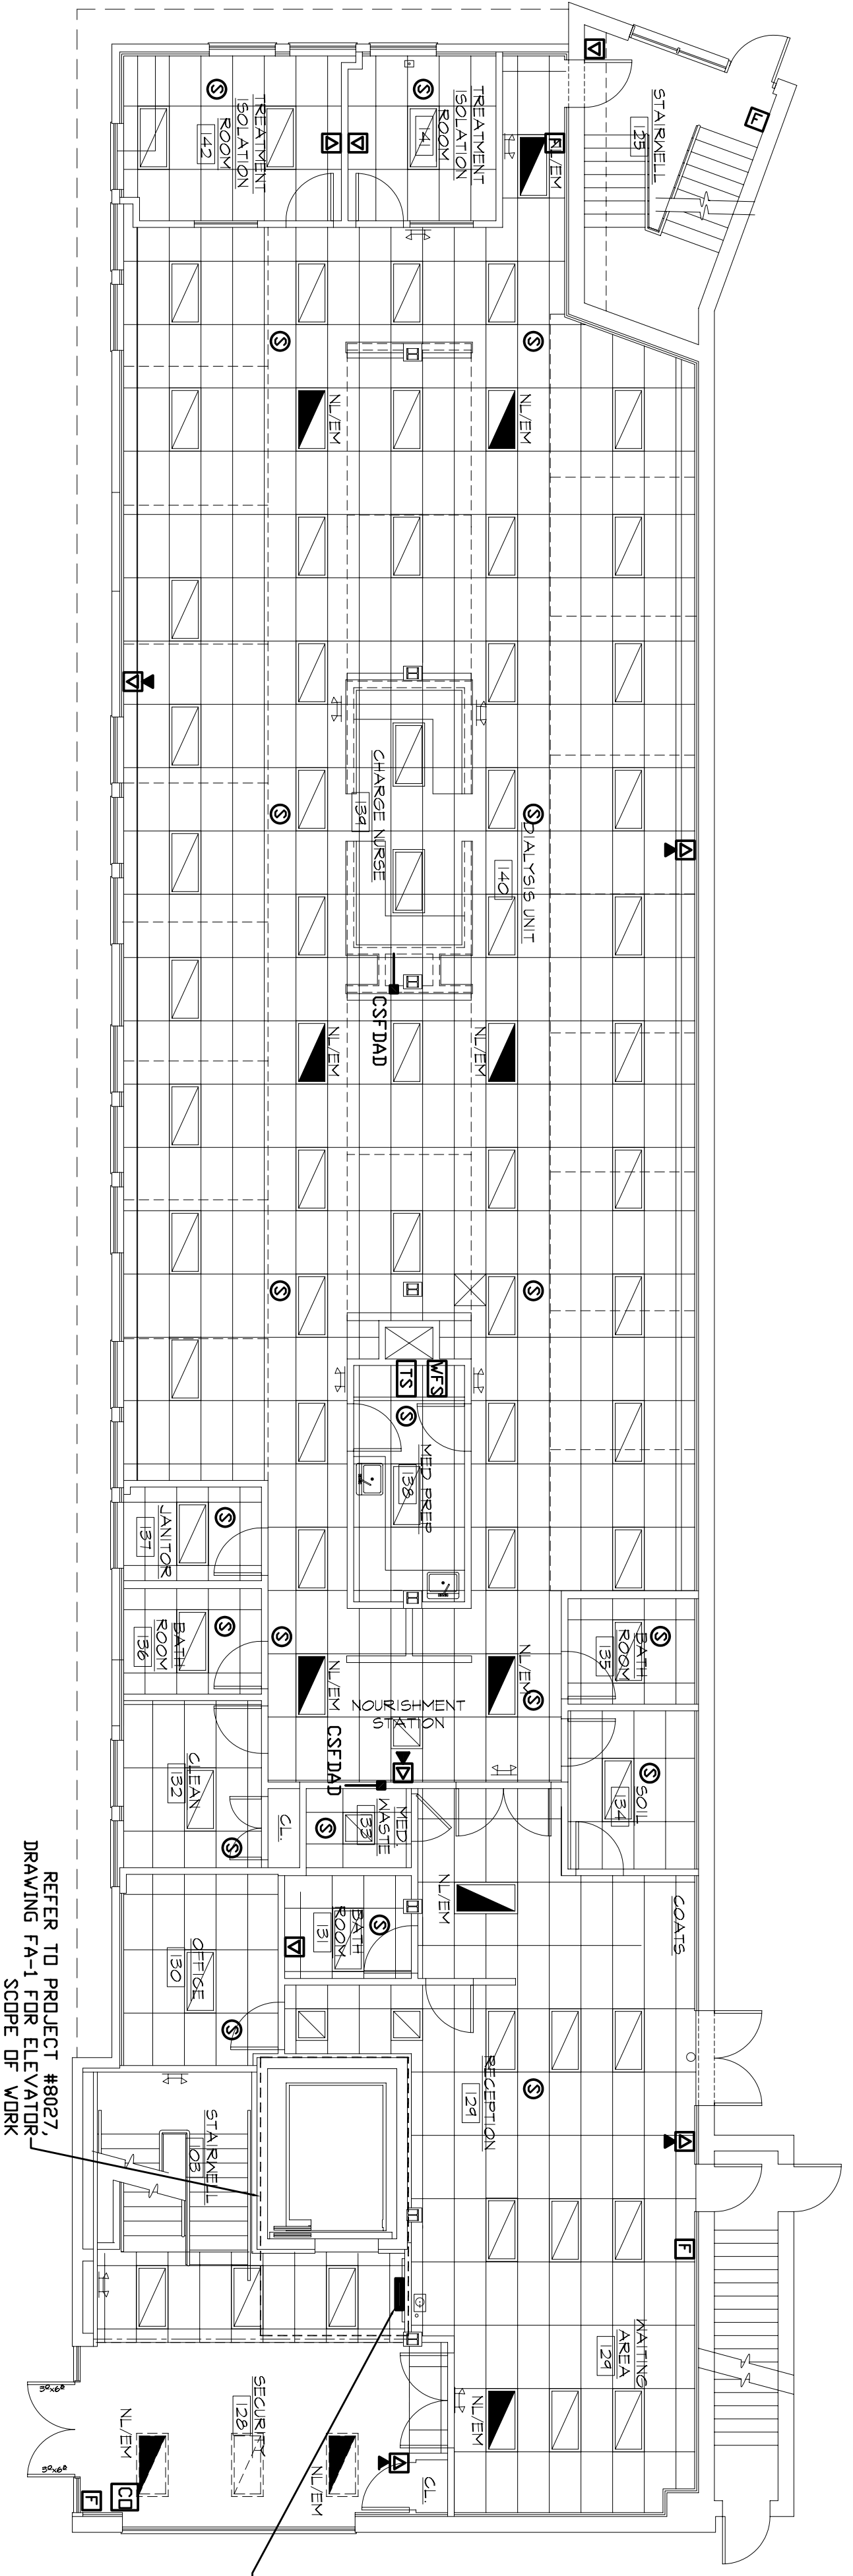 STAIRWELL
125
F
TREATMENT
ISOLATION
ROOM
142
TREATMENT
ISOLATION
ROOM
S
S
NL/EM
S
S
NL/EM
NL/EM
CHARGE NURSE
139
DIALYSIS UNIT
140
S
S
CSFDAD
NL/EM
NL/EM
S
S
TS
WFS
S
MED PREP
138
JANITOR
137
S
BATH
ROOM
136
S
S
BATH
ROOM
135
S
NL/EM
NL/EM
S
NOURISHMENT
STATION
CLEAN
132
S
CL.
CSFDAD
MED.
WASTE
133
S
SOIL
134
S
NL/EM
COATS
BATH
ROOM
131
S
OFFICE
130
S
RECEPTION
129
S
STAIRWELL
F
WAITING
AREA
129
NL/EM
SECURITY
128
NL/EM
NL/EM
CL.
CO
F
REFER TO PROJECT #8027,
DRAWING FA-1 FOR ELEVATOR
SCOPE OF WORK